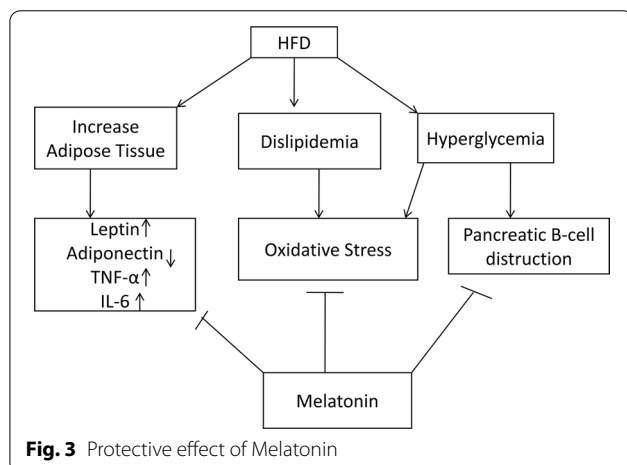 HFD
Increase
Adipose Tissue
Dislipidemia
Hyperglycemia
Leptin↑
Adiponectin↓
TNF-α↑
IL-6 ↑
Oxidative Stress
Pancreatic B-cell
distruction
Melatonin
Fig. 3 Protective effect of Melatonin